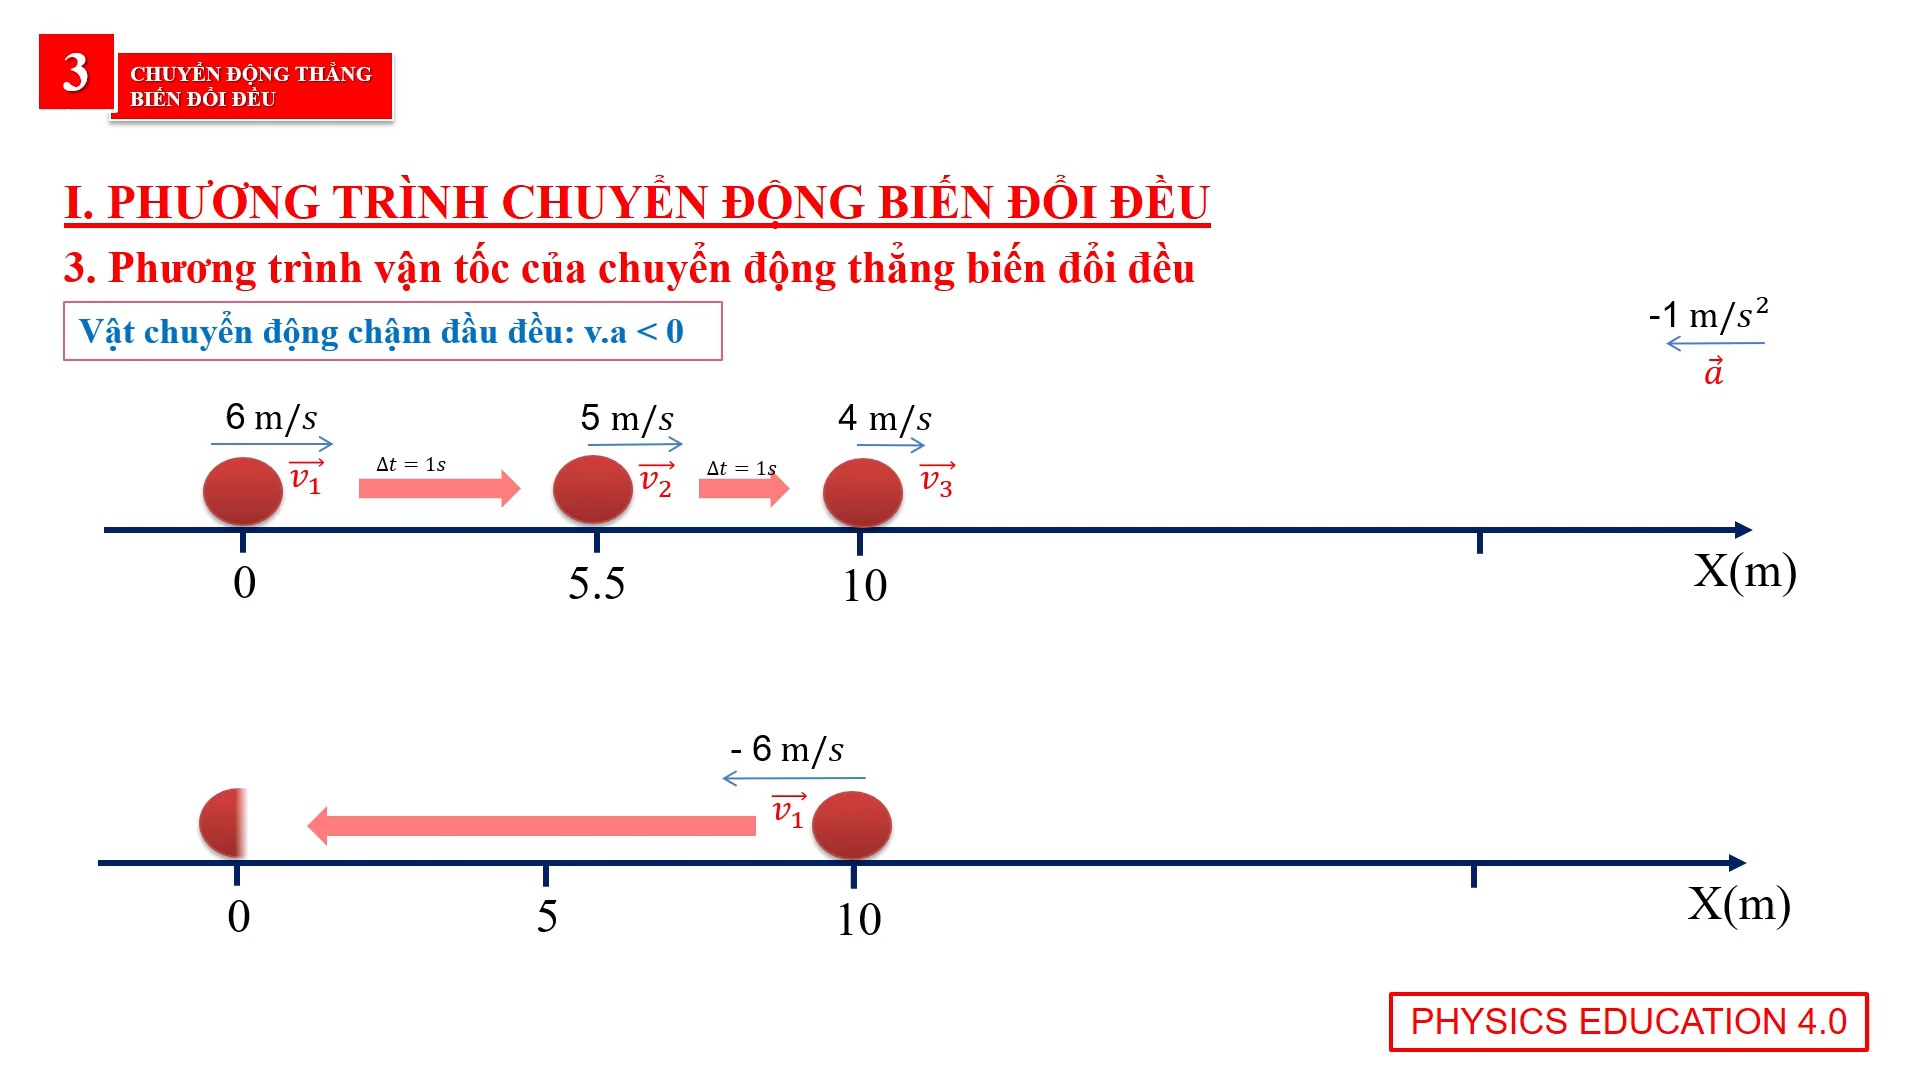 3
CHUYỂN ĐỘNG THẲNG
BIẾN ĐỔI ĐỀU
I. PHƯƠNG TRÌNH CHUYỂN ĐỘNG BIẾN ĐỔI ĐỀU
3. Phương trình vận tốc của chuyển động thẳng biến đổi đều
Vật chuyển động chậm đầu đều: v.a < 0
-1 m/s²
a⃗
6 m/s
5 m/s
4 m/s
v₁⃗
Δt = 1s
v₂⃗
Δt = 1s
v₃⃗
0
5.5
10
X(m)
- 6 m/s
v₁⃗
0
5
10
X(m)
PHYSICS EDUCATION 4.0